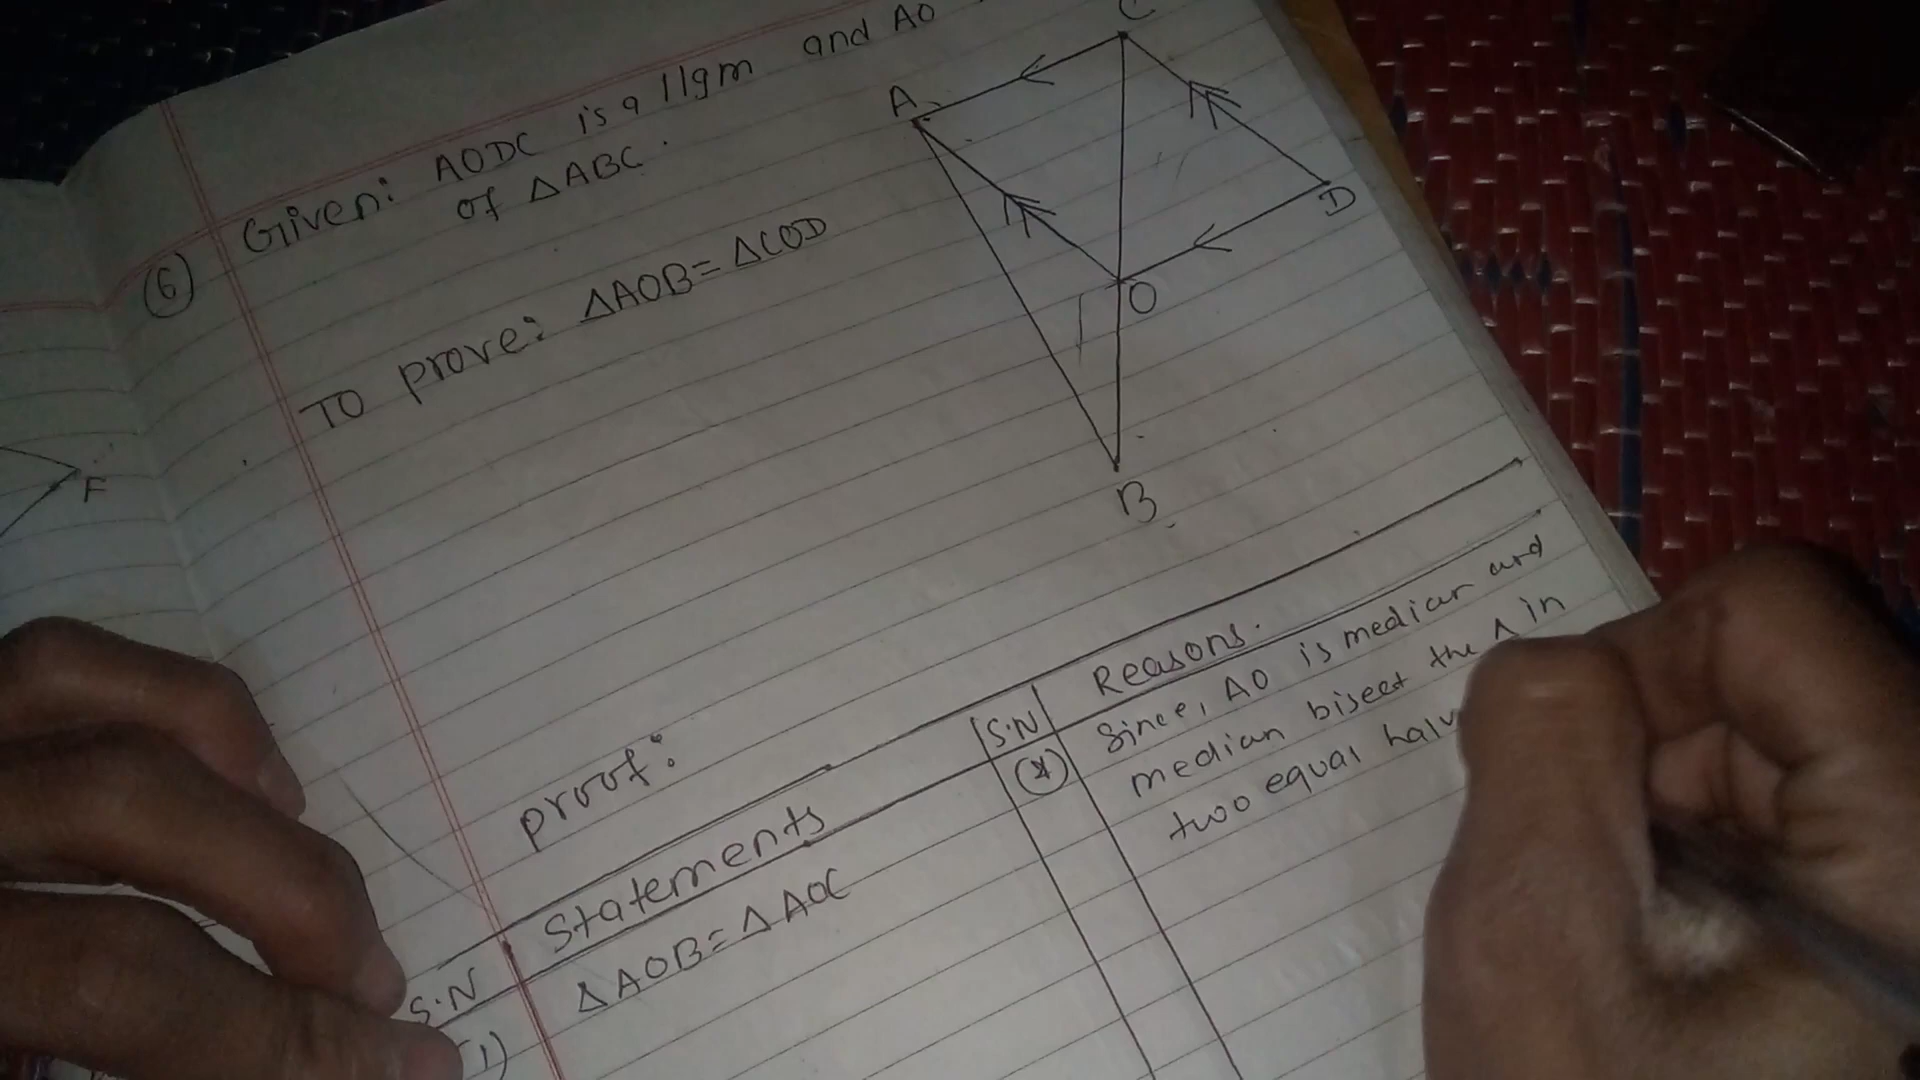 (6) Given: AODC is a llgm and AO
of ΔABC.
To prove: ΔAOB = ΔCOD
C
A
D
O
B
F
proof:
S.N Statements S.N Reasons.
(1) ΔAOB = ΔAOC
Since, AO is median and
median bisect the Δ in
two equal